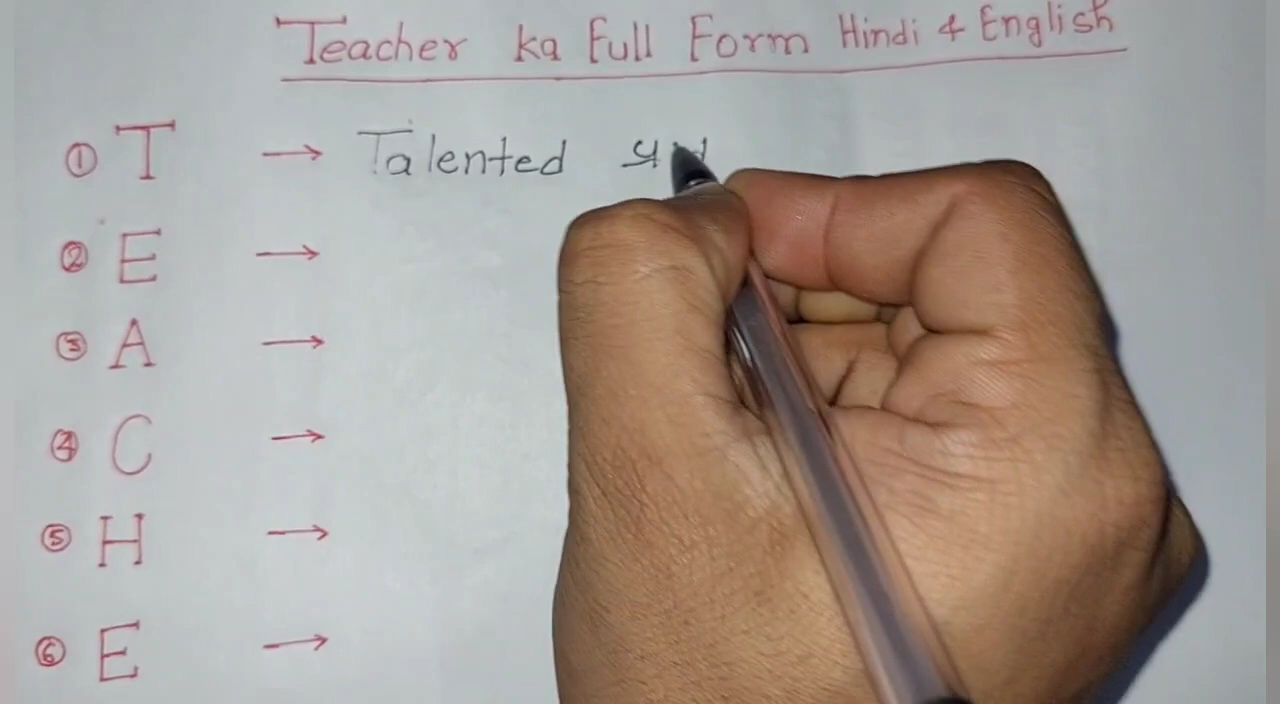 Teacher ka Full Form Hindi & English
① T → Talented
② E →
③ A →
④ C →
⑤ H →
⑥ E →